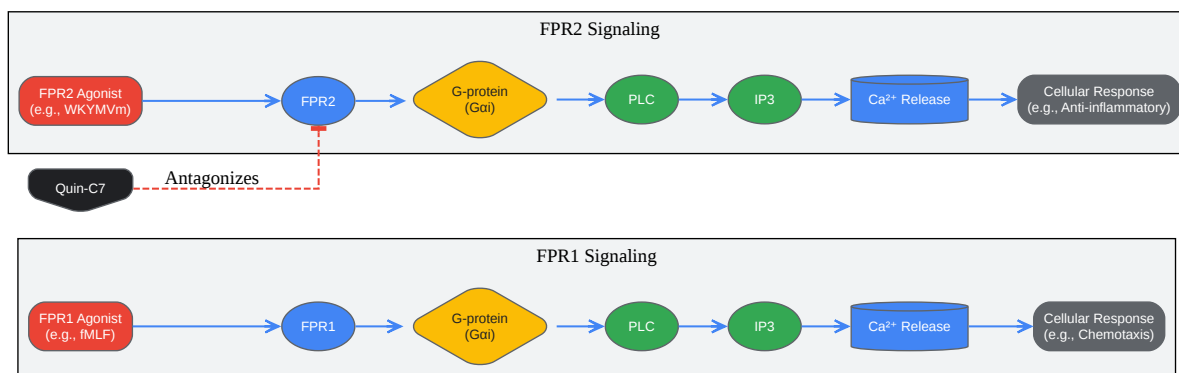 FPR2 Signaling
FPR2 Agonist
(e.g., WKYMVm)
FPR2
G-protein
(Gαi)
PLC
IP3
Ca²⁺ Release
Cellular Response
(e.g., Anti-inflammatory)
Quin-C7
Antagonizes
FPR1 Signaling
FPR1 Agonist
(e.g., fMLF)
FPR1
G-protein
(Gαi)
PLC
IP3
Ca²⁺ Release
Cellular Response
(e.g., Chemotaxis)